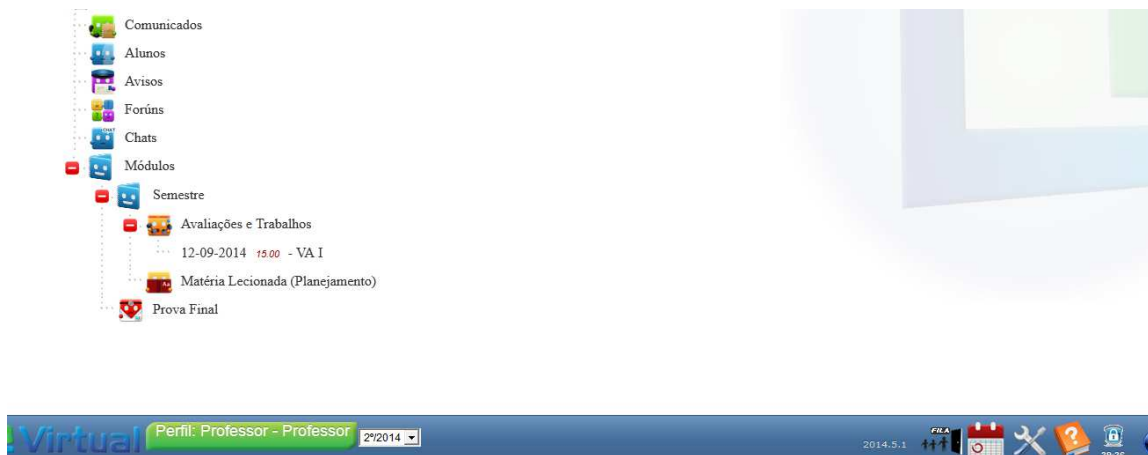 Comunicados
Alunos
Avisos
Forúns
CHAT
Chats
Módulos
Semestre
Avaliações e Trabalhos
12-09-2014 15.00 - VA I
Matéria Lecionada (Planejamento)
Prova Final
Virtual Perfil: Professor - Professor 2º/2014 2014.5.1 FILA